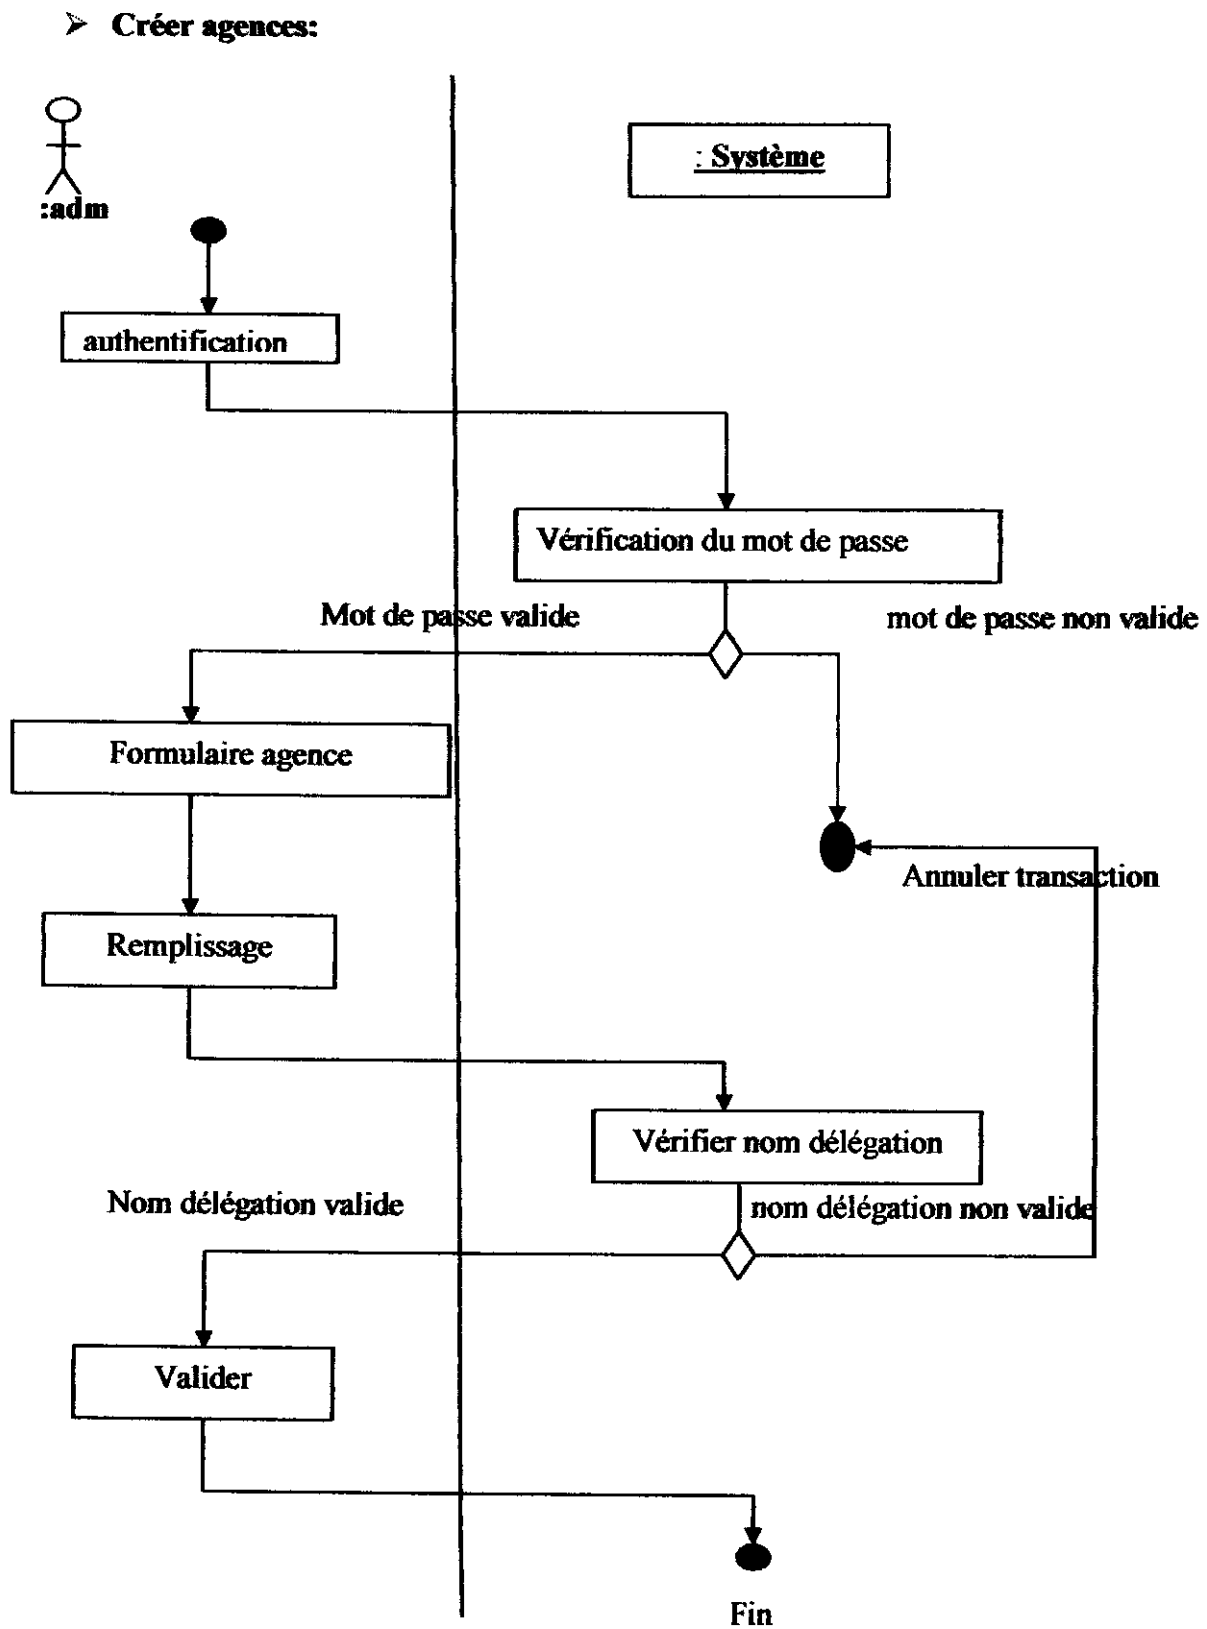 Créer agences:
: Système
:adm
authentification
Vérification du mot de passe
Mot de passe valide
mot de passe non valide
Formulaire agence
Annuler transaction
Remplissage
Vérifier nom délégation
Nom délégation valide
nom délégation non valide
Valider
Fin